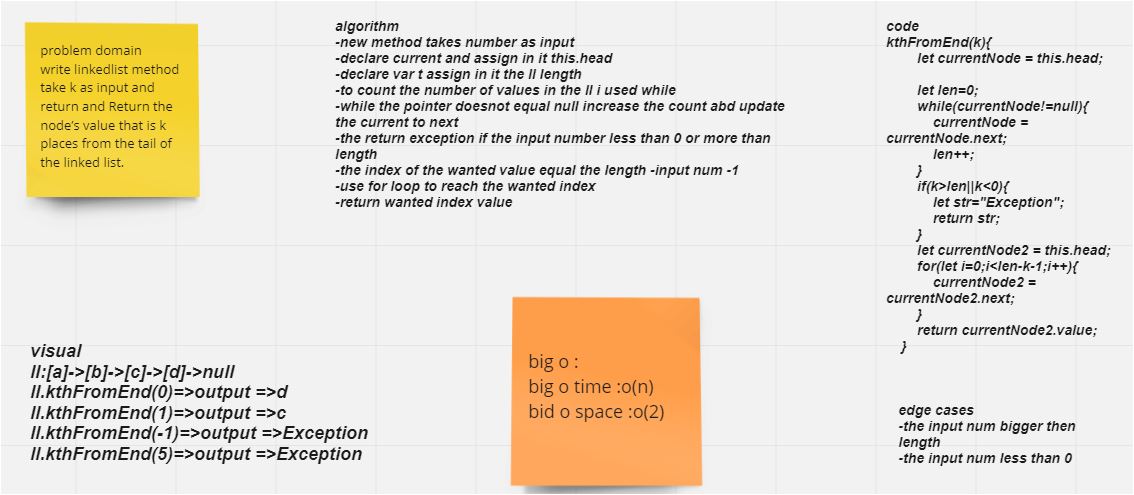 problem domain
write linkedlist method
take k as input and
return and Return the
node's value that is k
places from the tail of
the linked list.
algorithm
-new method takes number as input
-declare current and assign in it this.head
-declare var t assign in it the ll length
-to count the number of values in the ll i used while
-while the pointer doesnot equal null increase the count abd update
the current to next
-the return exception if the input number less than 0 or more than
length
-the index of the wanted value equal the length -input num -1
-use for loop to reach the wanted index
-return wanted index value
code
kthFromEnd(k){
let currentNode = this.head;
let len=0;
while(currentNode!=null){
currentNode =
currentNode.next;
len++;
}
if(k>len||k<0){
let str="Exception";
return str;
}
let currentNode2 = this.head;
for(let i=0;i<len-k-1;i++){
currentNode2 =
currentNode2.next;
}
return currentNode2.value;
}
visual
ll:[a]->[b]->[c]->[d]->null
ll.kthFromEnd(0)=>output =>d
ll.kthFromEnd(1)=>output =>c
ll.kthFromEnd(-1)=>output =>Exception
ll.kthFromEnd(5)=>output =>Exception
big o :
big o time :o(n)
bid o space :o(2)
edge cases
-the input num bigger then
length
-the input num less than 0